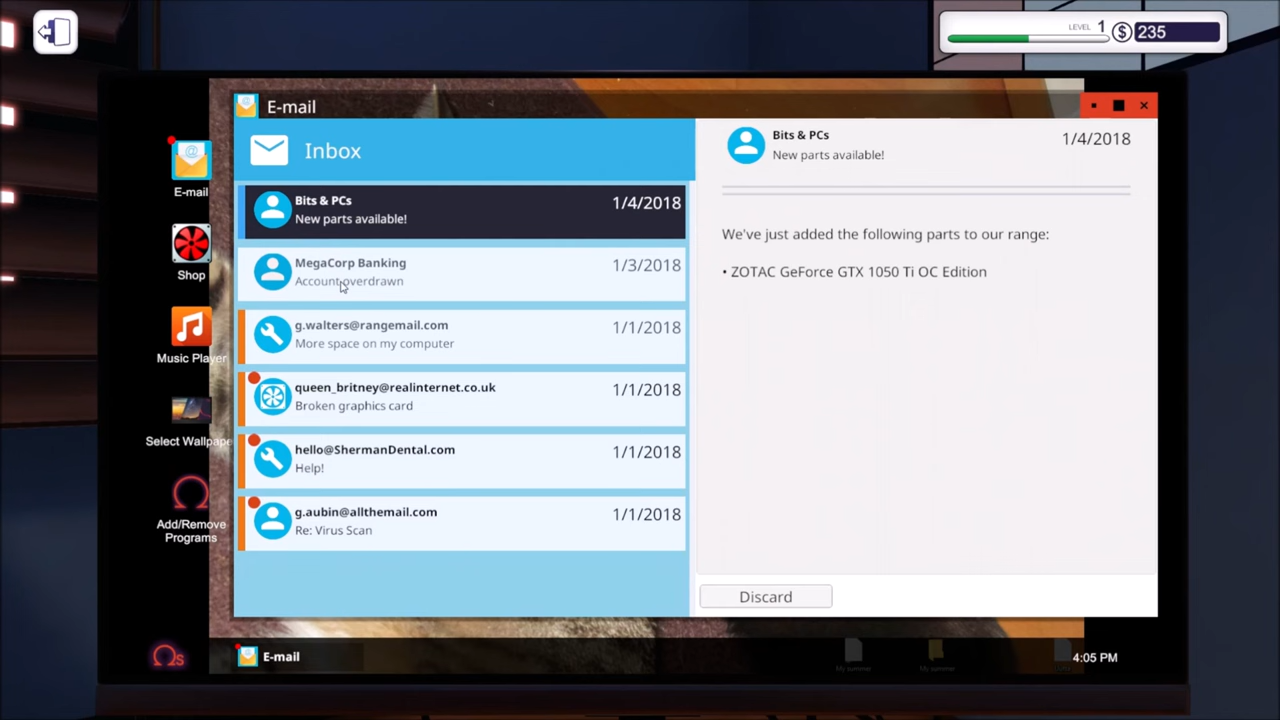 LEVEL 1
$ 235
E-mail
Inbox
Bits & PCs
1/4/2018
New parts available!
MegaCorp Banking
1/3/2018
Account overdrawn
g.walters@rangemail.com
1/1/2018
More space on my computer
queen_britney@realinternet.co.uk
1/1/2018
Broken graphics card
hello@ShermanDental.com
1/1/2018
Help!
g.aubin@allthemail.com
1/1/2018
Re: Virus Scan
Bits & PCs
1/4/2018
New parts available!
We've just added the following parts to our range:
• ZOTAC GeForce GTX 1050 Ti OC Edition
Discard
E-mail
Shop
Music Player
Select Wallpape
Add/Remove
Programs
Ωs
E-mail
4:05 PM